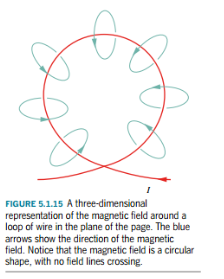 I
FIGURE 5.1.15 A three-dimensional
representation of the magnetic field around a
loop of wire in the plane of the page. The blue
arrows show the direction of the magnetic
field. Notice that the magnetic field is a circular
shape, with no field lines crossing.